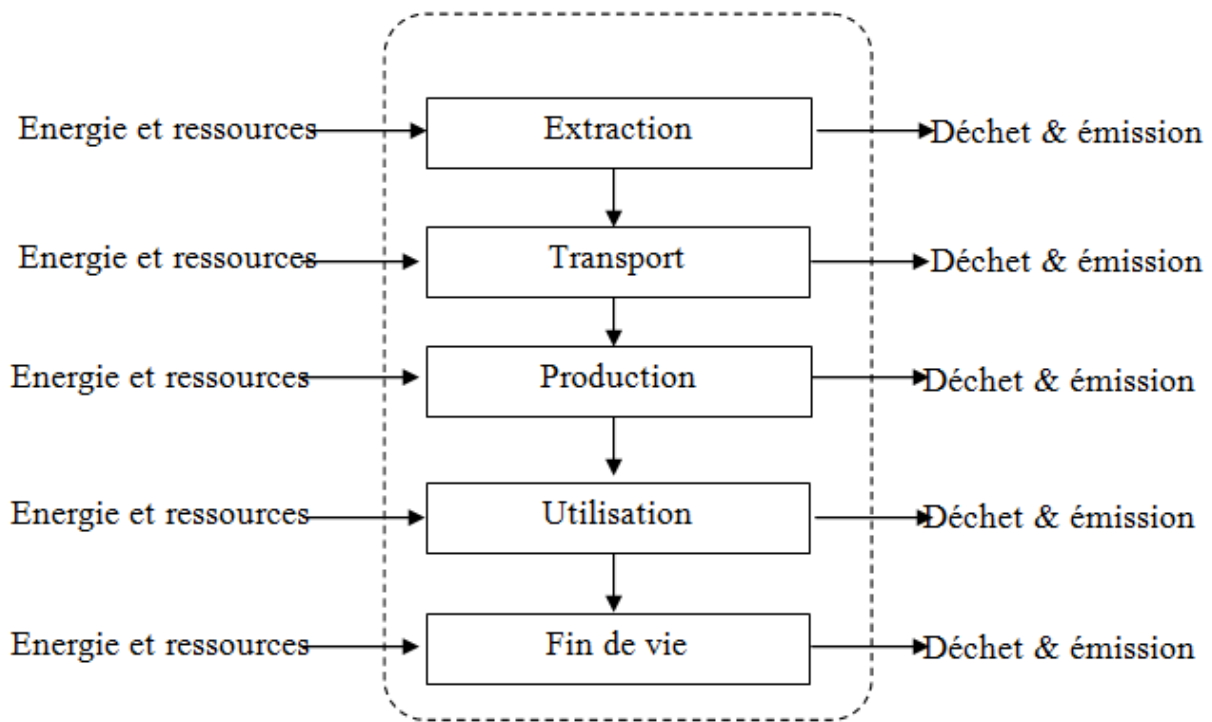 Energie et ressources Extraction Déchet & émission
Energie et ressources Transport Déchet & émission
Energie et ressources Production Déchet & émission
Energie et ressources Utilisation Déchet & émission
Energie et ressources Fin de vie Déchet & émission